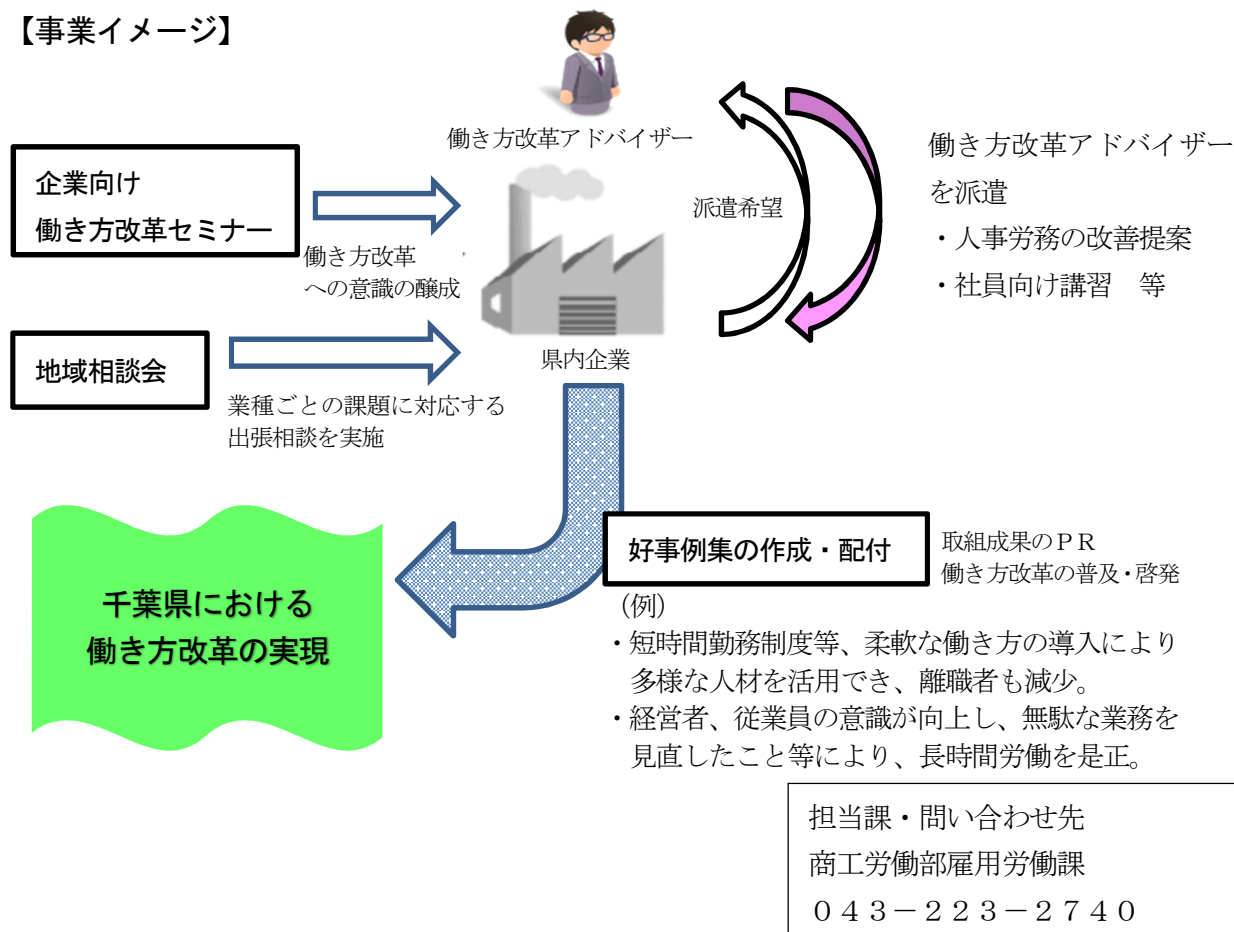 【事業イメージ】
働き方改革アドバイザー
企業向け
働き方改革セミナー
働き方改革
への意識の醸成
派遣希望
働き方改革アドバイザー
を派遣
・人事労務の改善提案
・社員向け講習　等
県内企業
地域相談会
業種ごとの課題に対応する
出張相談を実施
好事例集の作成・配付
取組成果のＰＲ
働き方改革の普及・啓発
千葉県における
働き方改革の実現
（例）
・短時間勤務制度等、柔軟な働き方の導入により
多様な人材を活用でき、離職者も減少。
・経営者、従業員の意識が向上し、無駄な業務を
見直したこと等により、長時間労働を是正。
担当課・問い合わせ先
商工労働部雇用労働課
０４３－２２３－２７４０